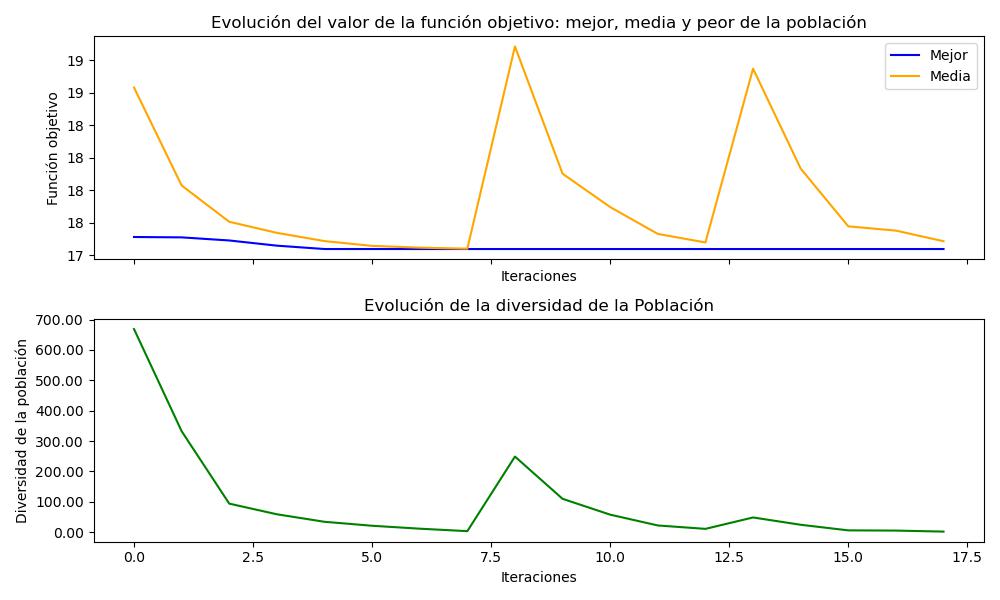 Evolución del valor de la función objetivo: mejor, media y peor de la población
19
19
18
18
18
18
17
Función objetivo
Mejor
Media
Iteraciones
Evolución de la diversidad de la Población
700.00
600.00
500.00
400.00
300.00
200.00
100.00
0.00
Diversidad de la población
0.0 2.5 5.0 7.5 10.0 12.5 15.0 17.5
Iteraciones